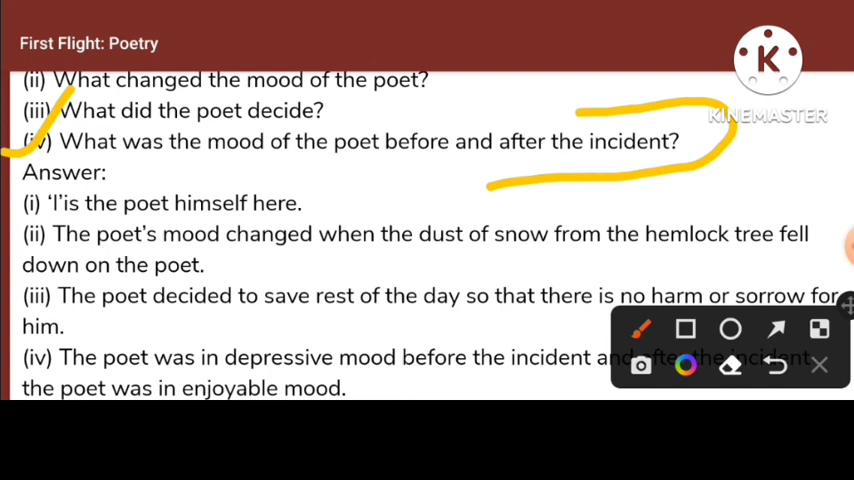 First Flight: Poetry
K
KINEMASTER
(ii) What changed the mood of the poet?
(iii) What did the poet decide?
(iv) What was the mood of the poet before and after the incident?
Answer:
(i) ‘I’is the poet himself here.
(ii) The poet’s mood changed when the dust of snow from the hemlock tree fell
down on the poet.
(iii) The poet decided to save rest of the day so that there is no harm or sorrow for
him.
(iv) The poet was in depressive mood before the incident and after the incident
the poet was in enjoyable mood.